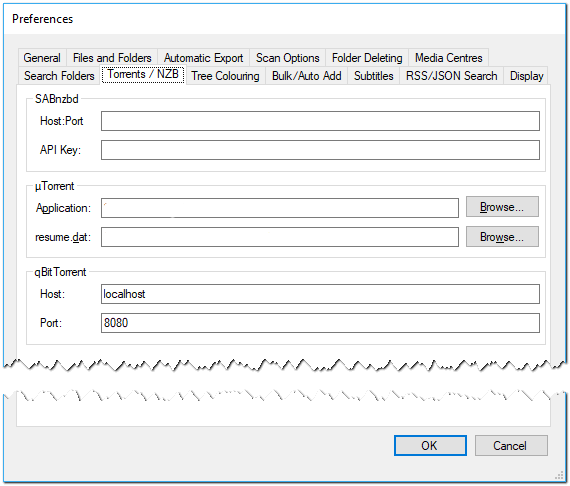 Preferences
General Files and Folders Automatic Export Scan Options Folder Deleting Media Centres
Search Folders Torrents / NZB Tree Colouring Bulk/Auto Add Subtitles RSS/JSON Search Display
SABnzbd
Host:Port
API Key:
µTorrent
Application: Browse...
resume.dat: Browse...
qBitTorrent
Host: localhost
Port: 8080
OK Cancel